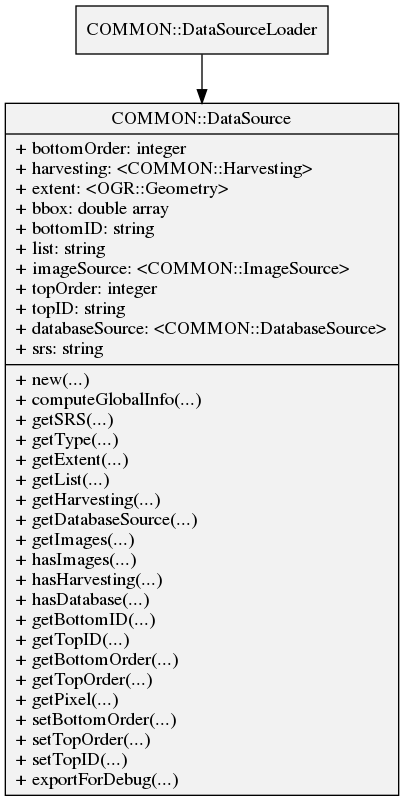 COMMON::DataSourceLoader
COMMON::DataSource
+ bottomOrder: integer
+ harvesting: <COMMON::Harvesting>
+ extent: <OGR::Geometry>
+ bbox: double array
+ bottomID: string
+ list: string
+ imageSource: <COMMON::ImageSource>
+ topOrder: integer
+ topID: string
+ databaseSource: <COMMON::DatabaseSource>
+ srs: string
+ new(...)
+ computeGlobalInfo(...)
+ getSRS(...)
+ getType(...)
+ getExtent(...)
+ getList(...)
+ getHarvesting(...)
+ getDatabaseSource(...)
+ getImages(...)
+ hasImages(...)
+ hasHarvesting(...)
+ hasDatabase(...)
+ getBottomID(...)
+ getTopID(...)
+ getBottomOrder(...)
+ getTopOrder(...)
+ getPixel(...)
+ setBottomOrder(...)
+ setTopOrder(...)
+ setTopID(...)
+ exportForDebug(...)